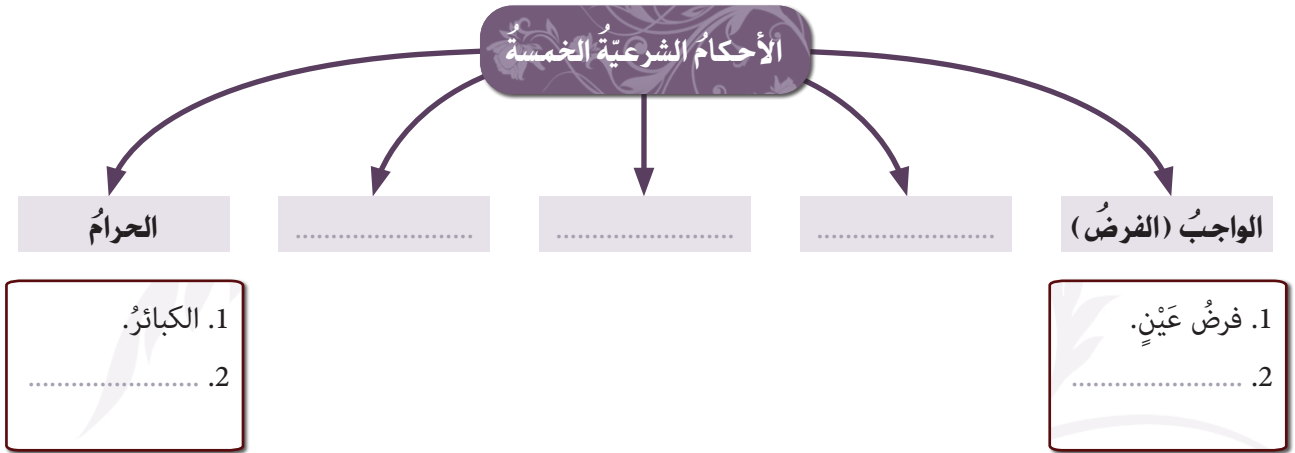 الأحكامُ الشرعيّةُ الخمسةُ
الواجبُ (الفرضُ)
.........................
.........................
.........................
الحرامُ
1. فرضُ عَيْنٍ.
2. ........................
1. الكبائرُ.
2. ........................